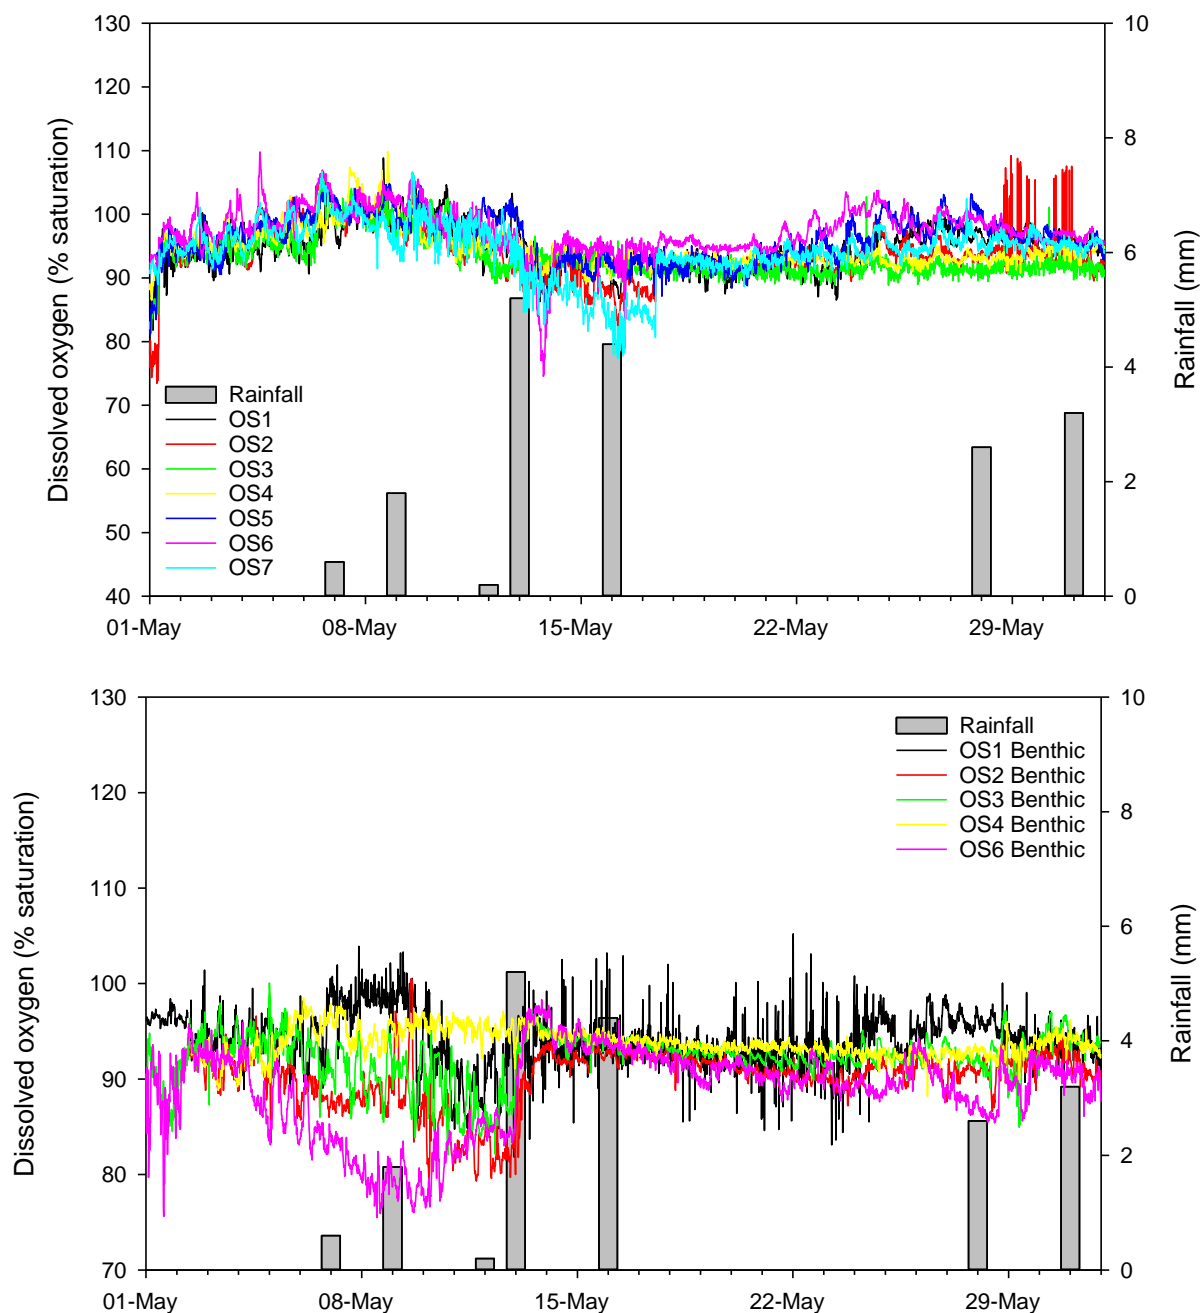 130
120
110
100
90
80
70
60
50
40
Dissolved oxygen (% saturation)
10
8
6
4
2
0
Rainfall (mm)
Rainfall
OS1
OS2
OS3
OS4
OS5
OS6
OS7
01-May 08-May 15-May 22-May 29-May
130
120
110
100
90
80
70
Dissolved oxygen (% saturation)
10
8
6
4
2
0
Rainfall (mm)
Rainfall
OS1 Benthic
OS2 Benthic
OS3 Benthic
OS4 Benthic
OS6 Benthic
01-May 08-May 15-May 22-May 29-May